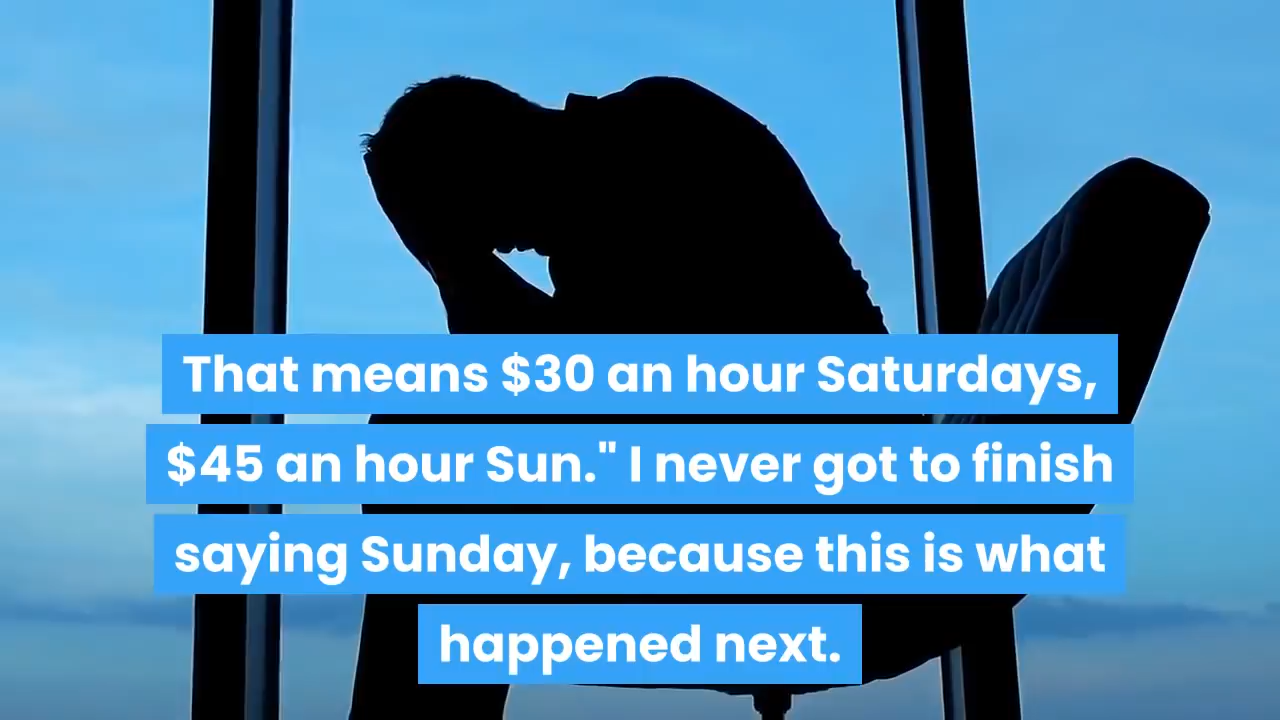 That means $30 an hour Saturdays,
$45 an hour Sun." I never got to finish
saying Sunday, because this is what
happened next.